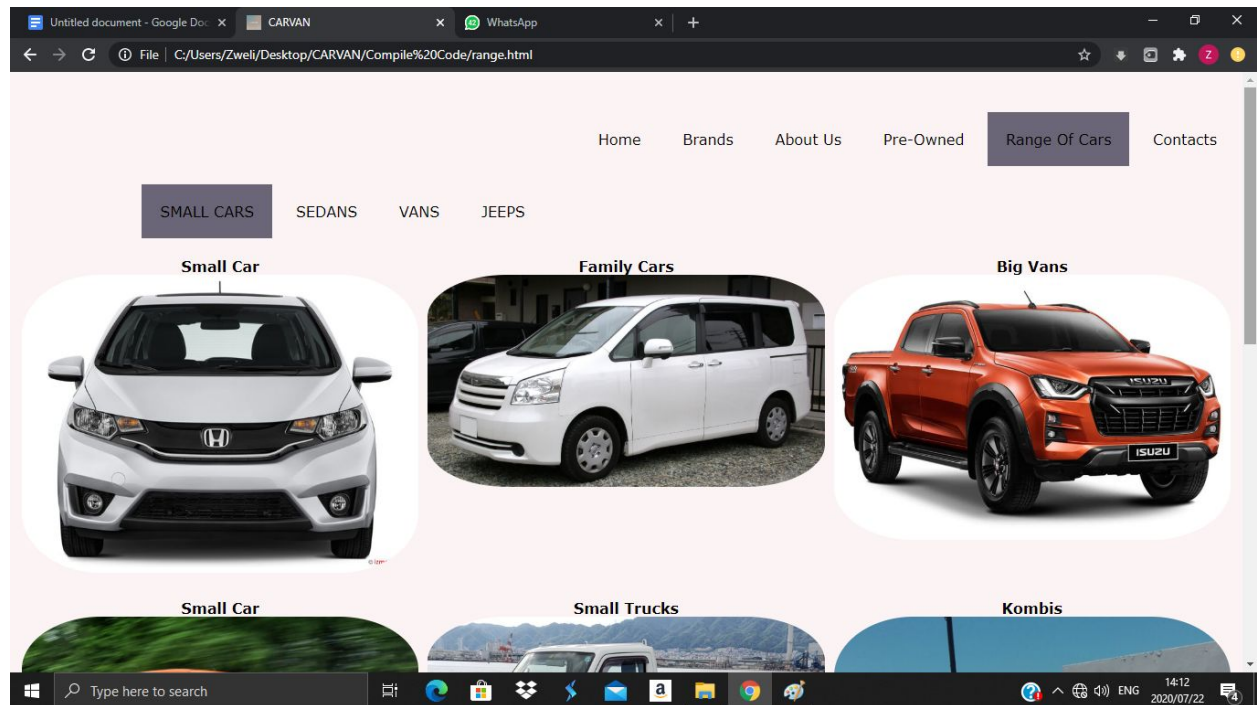 Untitled document - Google Doc
CARVAN
42
WhatsApp
File
C:/Users/Zweli/Desktop/CARVAN/Compile%20Code/range.html
Z
Home
Brands
About Us
Pre-Owned
Range Of Cars
Contacts
SMALL CARS
SEDANS
VANS
JEEPS
Small Car
Family Cars
Big Vans
ISUZU
ISUZU
Small Car
Small Trucks
Kombis
Type here to search
a
ENG
14:12
2020/07/22
4